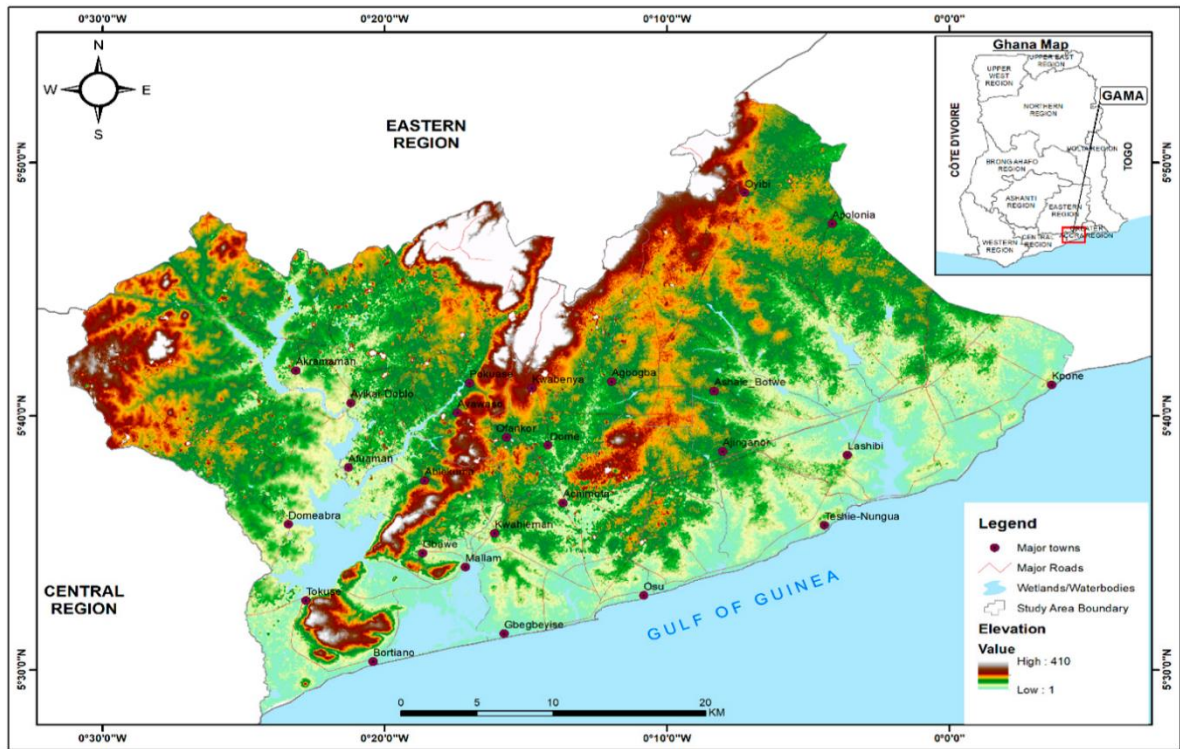 0°30'0"W
0°20'0"W
0°10'0"W
0°0'0"
N
W
E
S
EASTERN
REGION
Ghana Map
UPPER EAST
REGION
UPPER
WEST
REGION
GAMA
NORTHERN
REGION
CÔTE D'IVOIRE
VOLTA REGION
TOGO
BRONG AHAFO
REGION
ASHANTI
REGION
EASTERN
REGION
GREATER
ACCRA REGION
CENTRAL
REGION
WESTERN
REGION
5°50'0"N
5°50'0"N
Oyibi
Apolonia
Akramaman
Pokuase
Kwabenya
Agbogba
Ashale_Botwe
Kpone
Ayikai Doblo
Ayawaso
5°40'0"N
5°40'0"N
Ofankor
Dome
Ajinganor
Lashibi
Afuaman
Achimota
Domeabra
Kwahieman
Teshie-Nungua
Gbawe
Mallam
CENTRAL
REGION
Tokuse
Osu
GULF OF GUINEA
Gbegbeyise
Bortiano
5°30'0"N
5°30'0"N
Legend
Major towns
Major Roads
Wetlands/Waterbodies
Study Area Boundary
Elevation
Value
High : 410
Low : 1
0 5 10 20
KM
0°30'0"W
0°20'0"W
0°10'0"W
0°0'0"